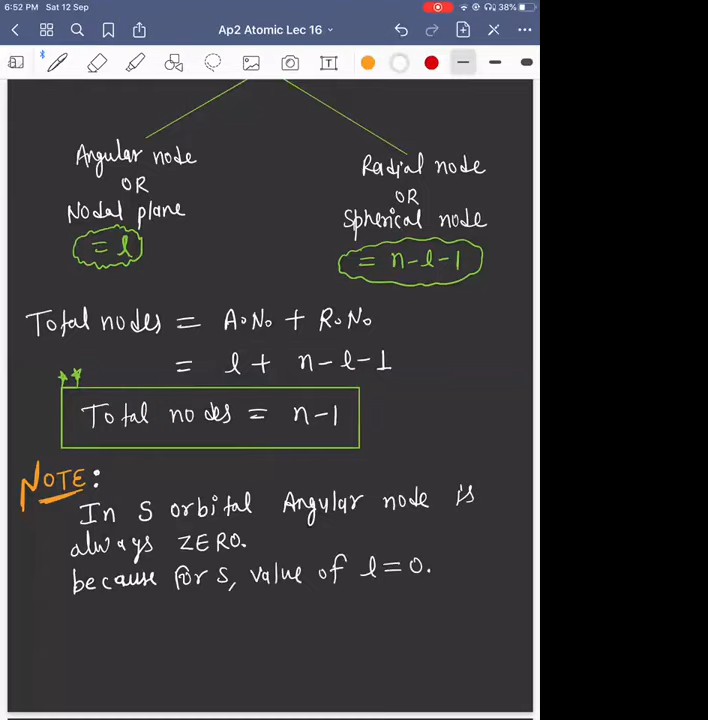 6:52 PM Sat 12 Sep 38%
Ap2 Atomic Lec 16
Angular node
OR
Nodal plane
= l
Radial node
OR
Spherical node
= n-l-1
Total nodes = A.N. + R.N.
= l + n-l-1
Total nodes = n-1
NOTE:
In S orbital Angular node is
always ZERO.
because for S, value of l=0.